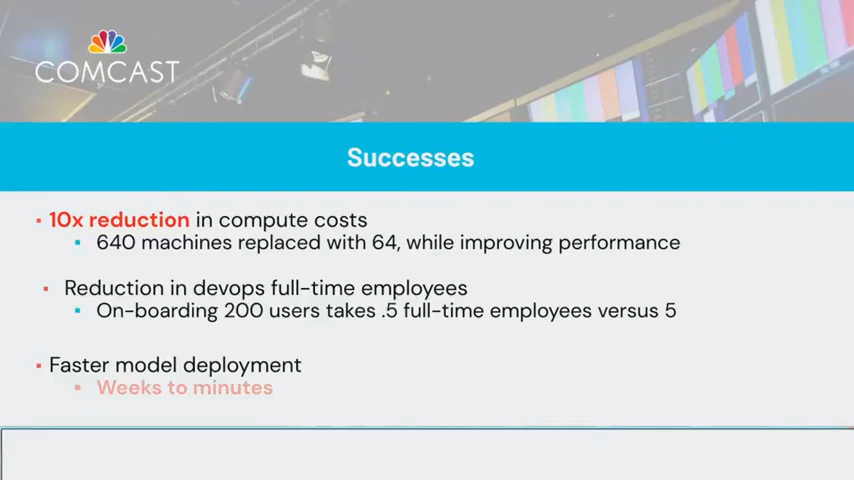 COMCAST
Successes
▪ 10x reduction in compute costs
▪ 640 machines replaced with 64, while improving performance
▪ Reduction in devops full-time employees
▪ On-boarding 200 users takes .5 full-time employees versus 5
▪ Faster model deployment
▪ Weeks to minutes